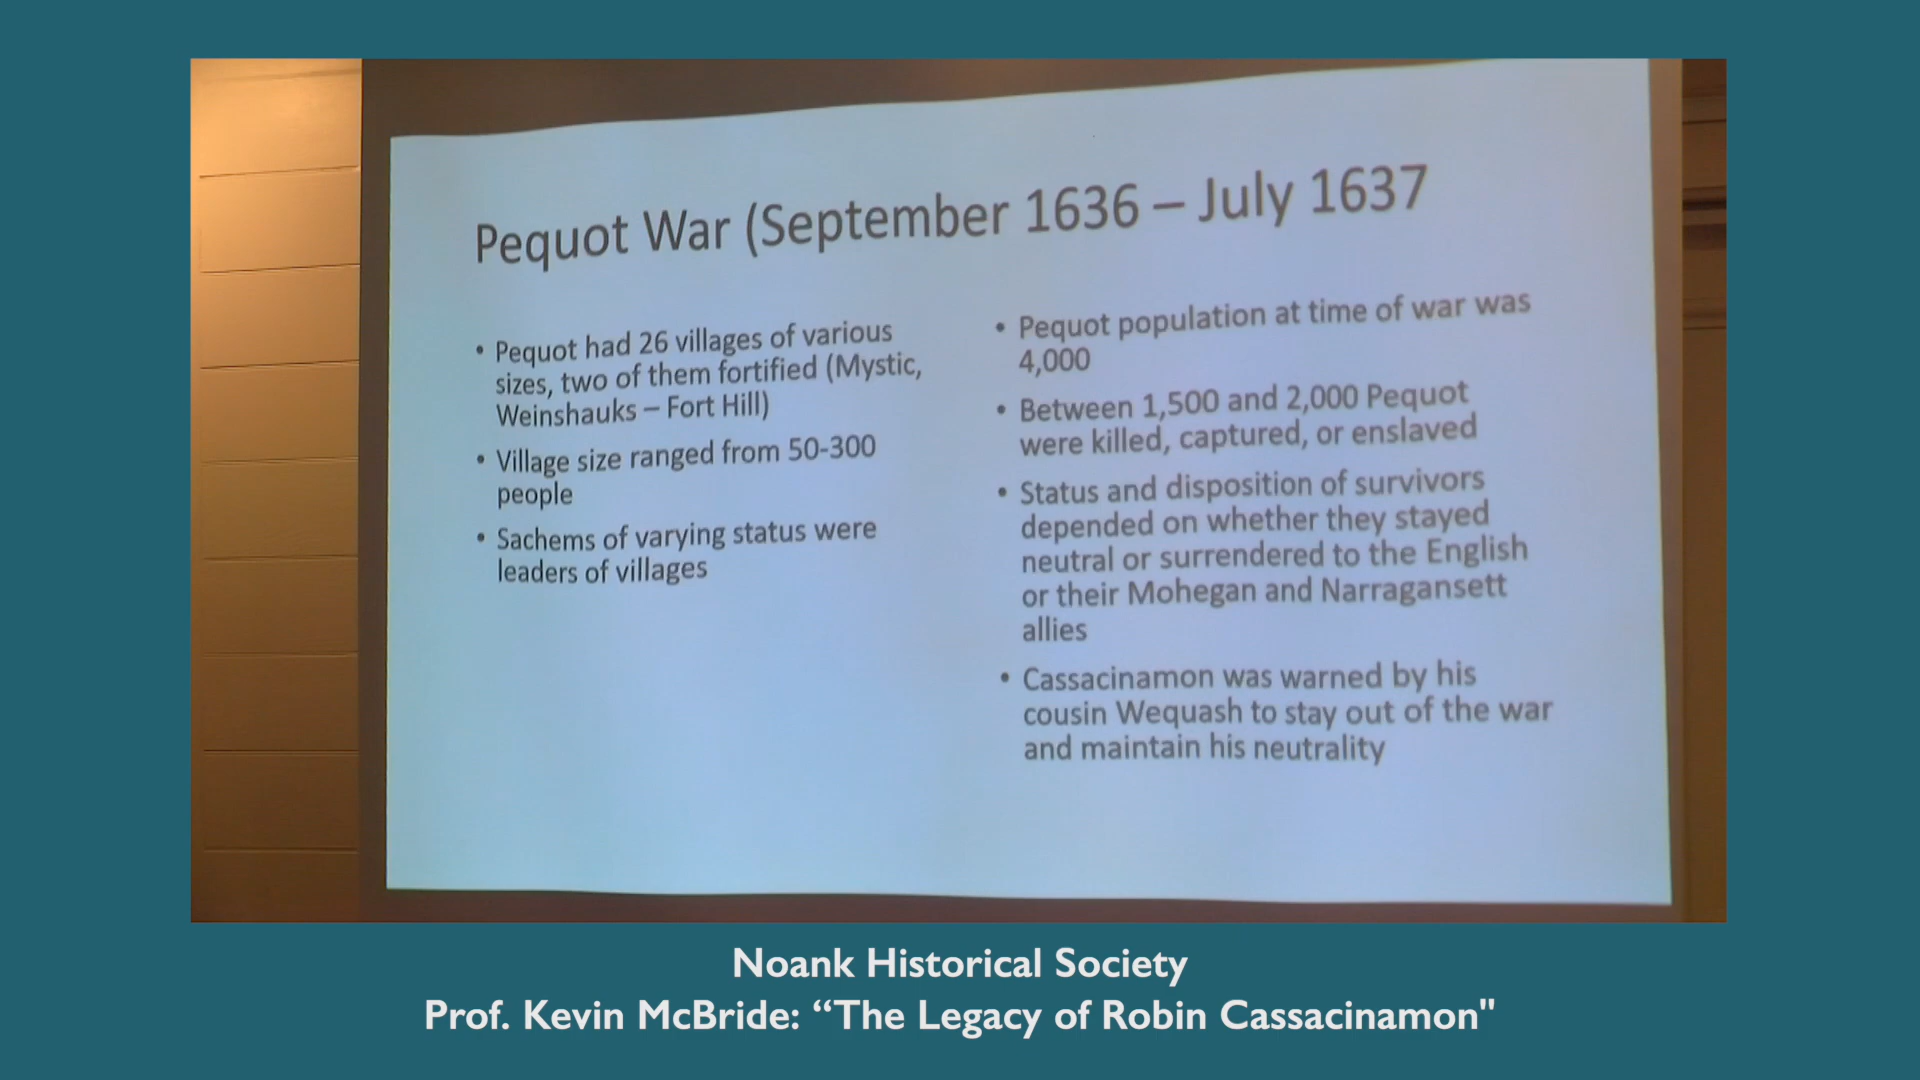 Pequot War (September 1636 – July 1637
• Pequot had 26 villages of various
sizes, two of them fortified (Mystic,
Weinshauks – Fort Hill)
• Village size ranged from 50-300
people
• Sachems of varying status were
leaders of villages
• Pequot population at time of war was
4,000
• Between 1,500 and 2,000 Pequot
were killed, captured, or enslaved
• Status and disposition of survivors
depended on whether they stayed
neutral or surrendered to the English
or their Mohegan and Narragansett
allies
• Cassacinamon was warned by his
cousin Wequash to stay out of the war
and maintain his neutrality
Noank Historical Society
Prof. Kevin McBride: “The Legacy of Robin Cassacinamon"